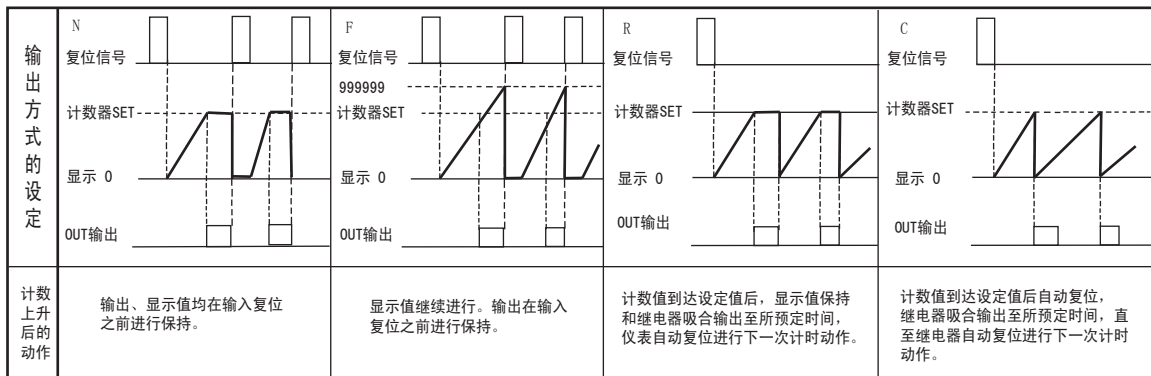 输出方式的设定
N
复位信号
计数器SET
显示 0
OUT输出
F
复位信号
999999
计数器SET
显示 0
OUT输出
R
复位信号
计数器SET
显示 0
OUT输出
C
复位信号
计数器SET
显示 0
OUT输出
计数
上升
后的
动作
输出、显示值均在输入复位
之前进行保持。
显示值继续进行。输出在输入
复位之前进行保持。
计数值到达设定值后，显示值保持
和继电器吸合输出至所预定时间，
仪表自动复位进行下一次计时动作。
计数值到达设定值后自动复位，
继电器吸合输出至所预定时间，直
至继电器自动复位进行下一次计时
动作。